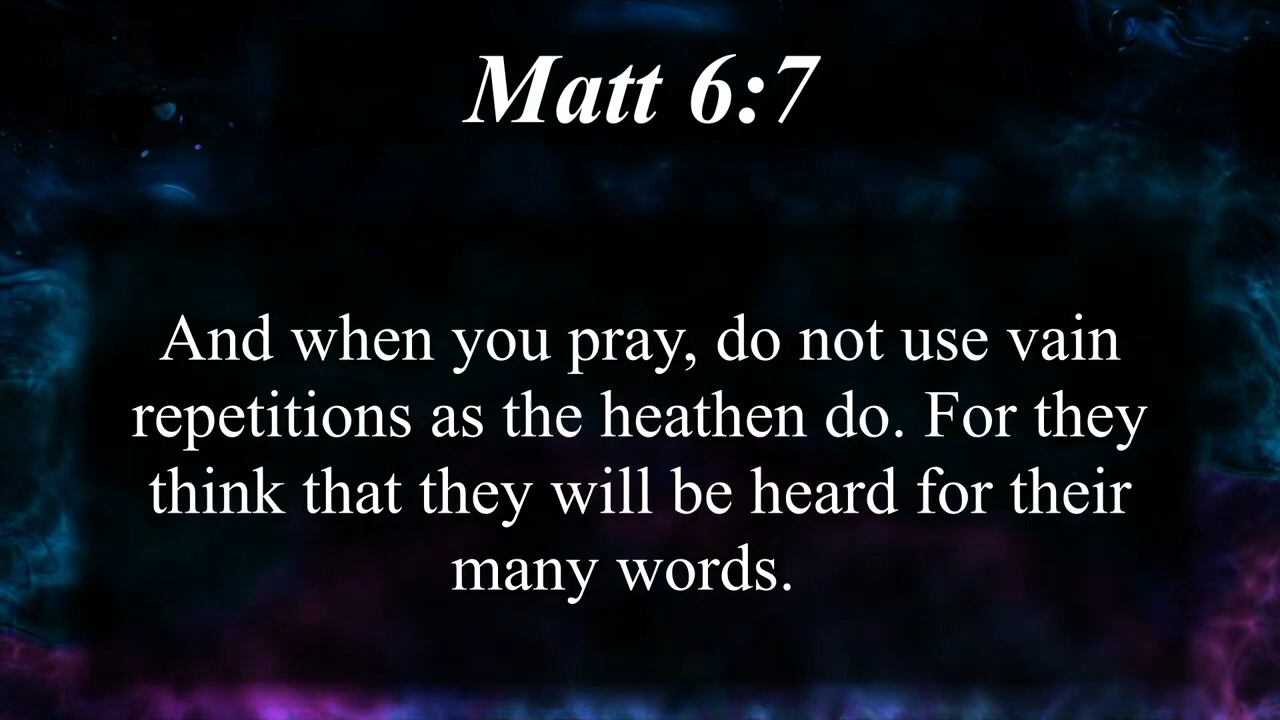 Matt 6:7
And when you pray, do not use vain
repetitions as the heathen do. For they
think that they will be heard for their
many words.